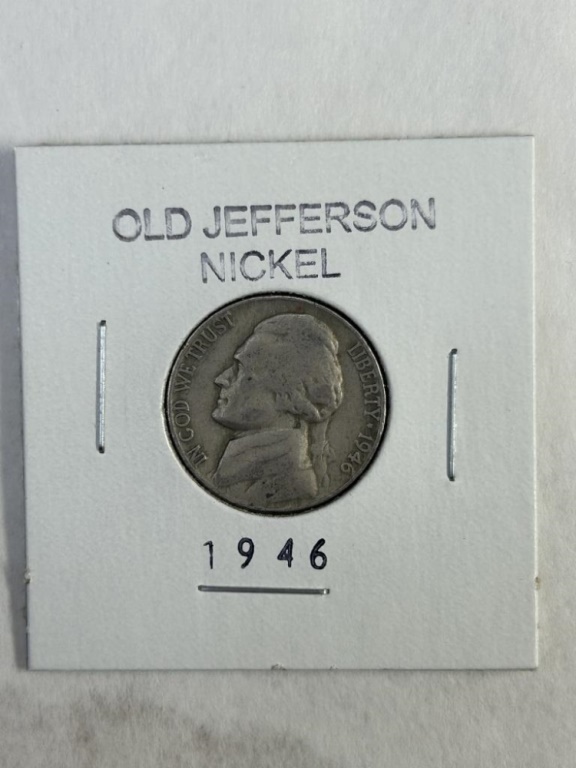 OLD JEFFERSON
NICKEL
IN GOD WE TRUST
LIBERTY · 1946
1946